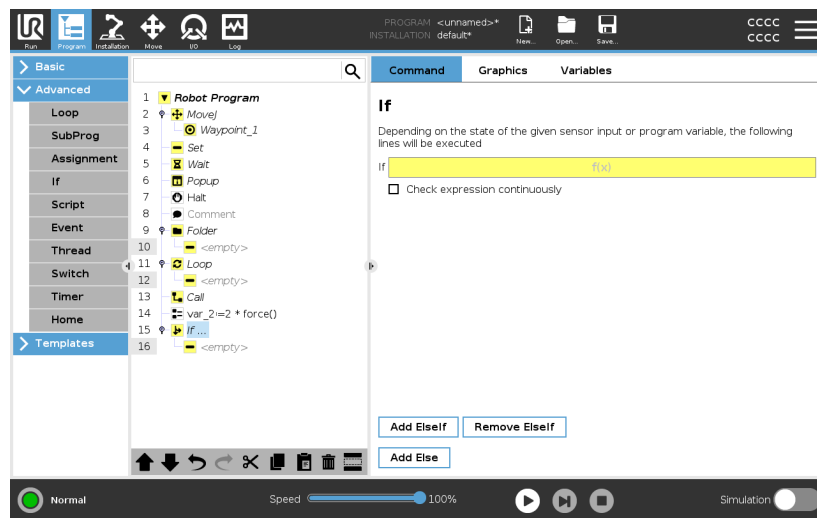 PROGRAM <unnamed>*
INSTALLATION default*
UR
Run
Program
Installation
Move
I/O
Log
New...
Open...
Save...
CCCC
CCCC
Basic
Advanced
Loop
SubProg
Assignment
If
Script
Event
Thread
Switch
Timer
Home
Templates
1 Robot Program
2 MoveJ
3 Waypoint_1
4 Set
5 Wait
6 Popup
7 Halt
8 Comment
9 Folder
10 <empty>
11 Loop
12 <empty>
13 Call
14 var_2:=2 * force()
15 If ...
16 <empty>
Command Graphics Variables
If
Depending on the state of the given sensor input or program variable, the following
lines will be executed
If f(x)
Check expression continuously
Add ElseIf Remove ElseIf
Add Else
Normal
Speed 100%
Simulation